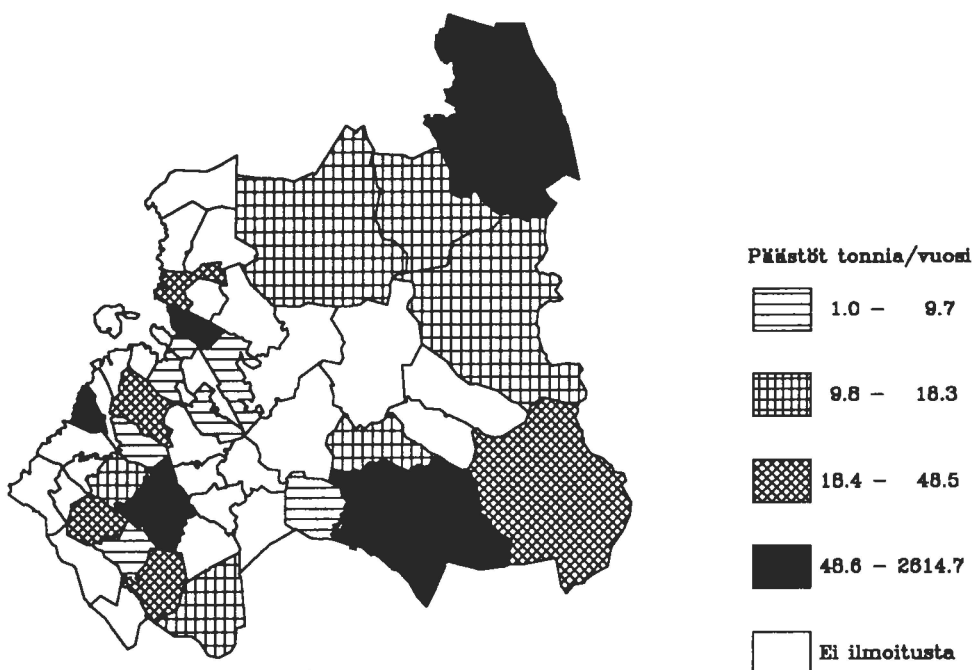 Päästöt tonnia/vuosi
1.0 - 9.7
9.8 - 18.3
18.4 - 48.5
48.6 - 2614.7
Ei ilmoitusta